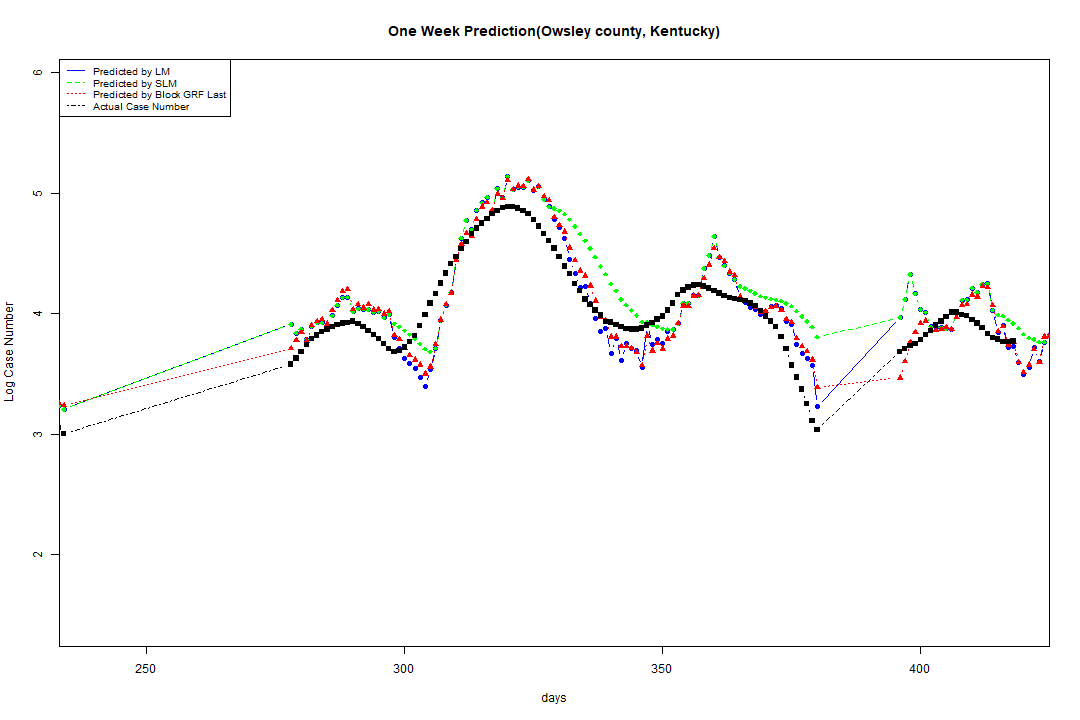 One Week Prediction(Owsley county, Kentucky)
Predicted by LM
Predicted by SLM
Predicted by Block GRF Last
Actual Case Number
Log Case Number
6
5
4
3
2
250
300
350
400
days